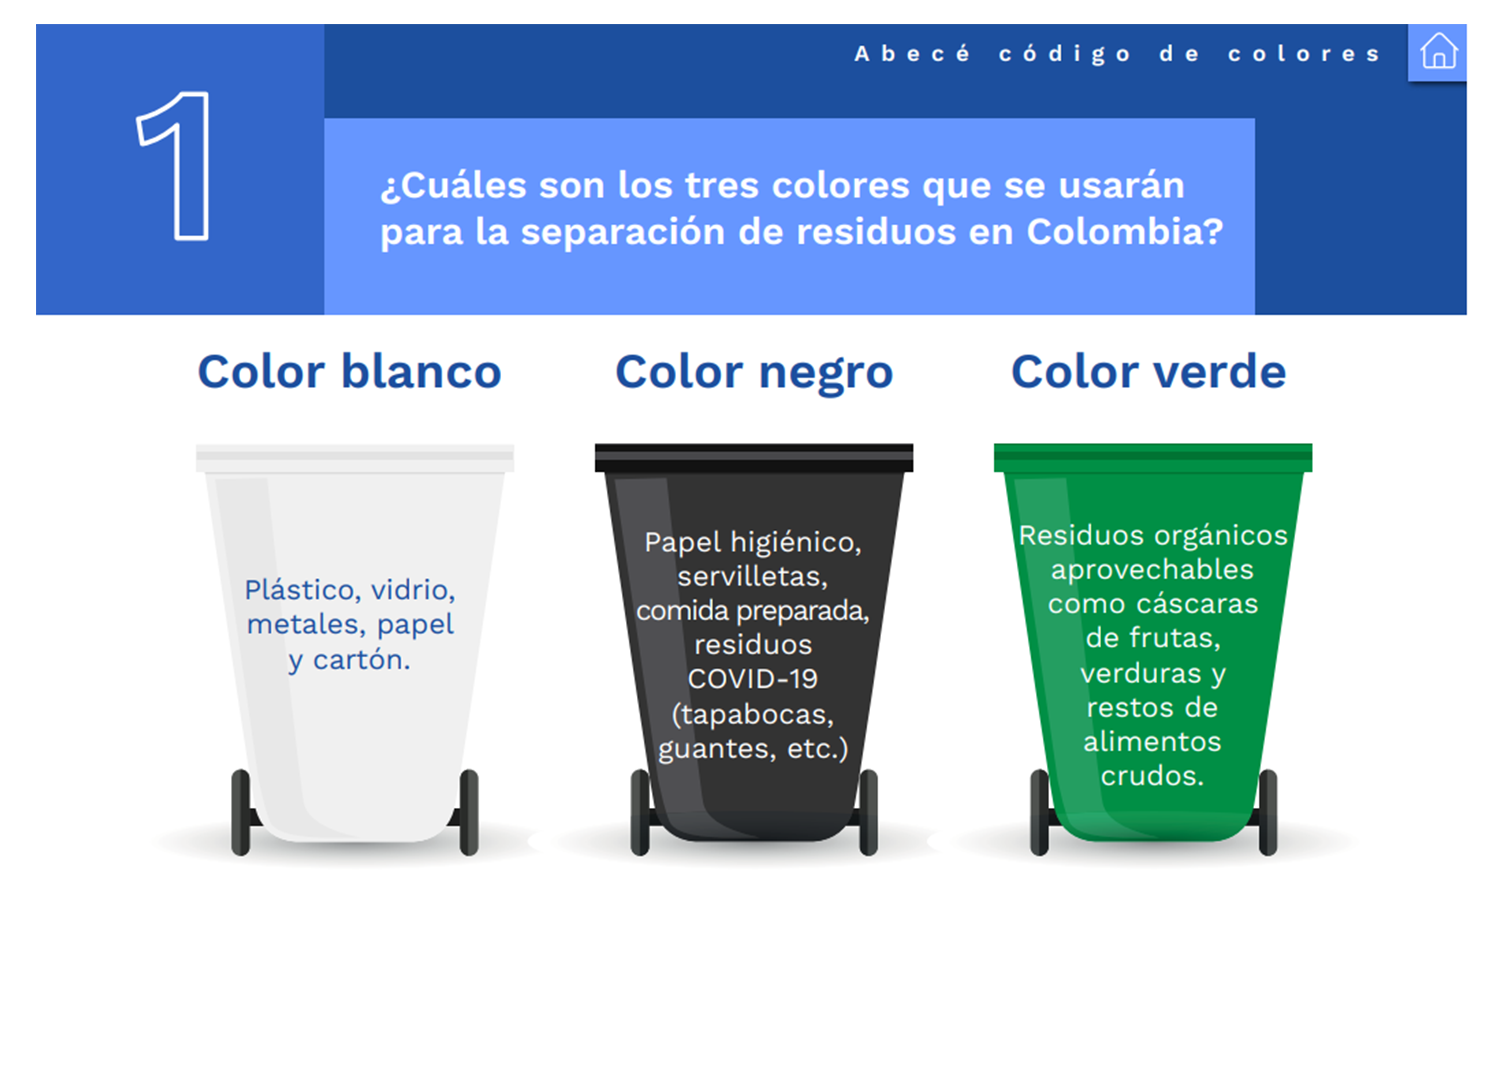 Abecé código de colores
1
¿Cuáles son los tres colores que se usarán
para la separación de residuos en Colombia?
Color blanco
Plástico, vidrio,
metales, papel
y cartón.
Color negro
Papel higiénico,
servilletas,
comida preparada,
residuos
COVID-19
(tapabocas,
guantes, etc.)
Color verde
Residuos orgánicos
aprovechables
como cáscaras
de frutas,
verduras y
restos de
alimentos
crudos.